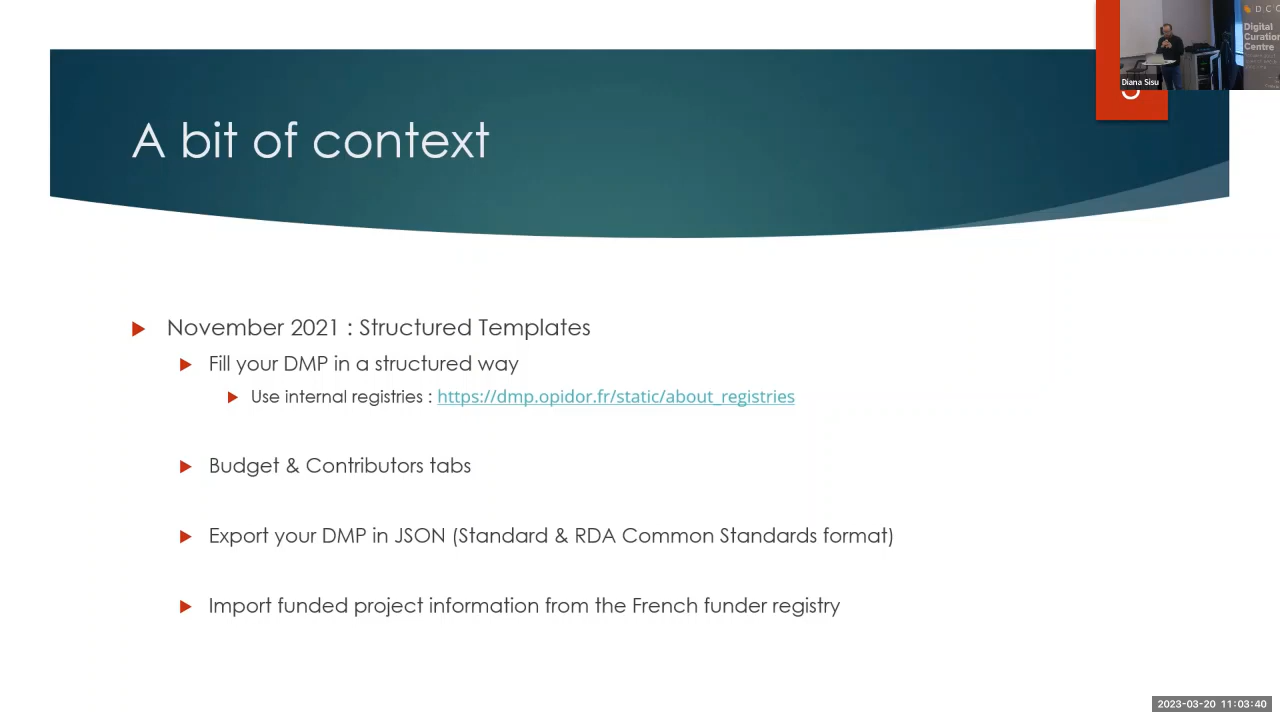 D C C
Digital
Curation
Centre
Diana Sisu
A bit of context
November 2021 : Structured Templates
Fill your DMP in a structured way
Use internal registries : https://dmp.opidor.fr/static/about_registries
Budget & Contributors tabs
Export your DMP in JSON (Standard & RDA Common Standards format)
Import funded project information from the French funder registry
2023-03-20 11:03:40